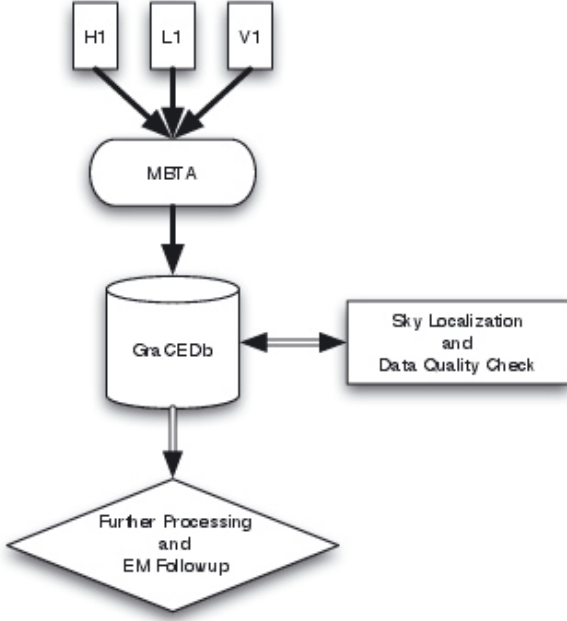 H1
L1
V1
MBTA
GraCEDb
Sky Localization
and
Data Quality Check
Further Processing
and
EM Followup